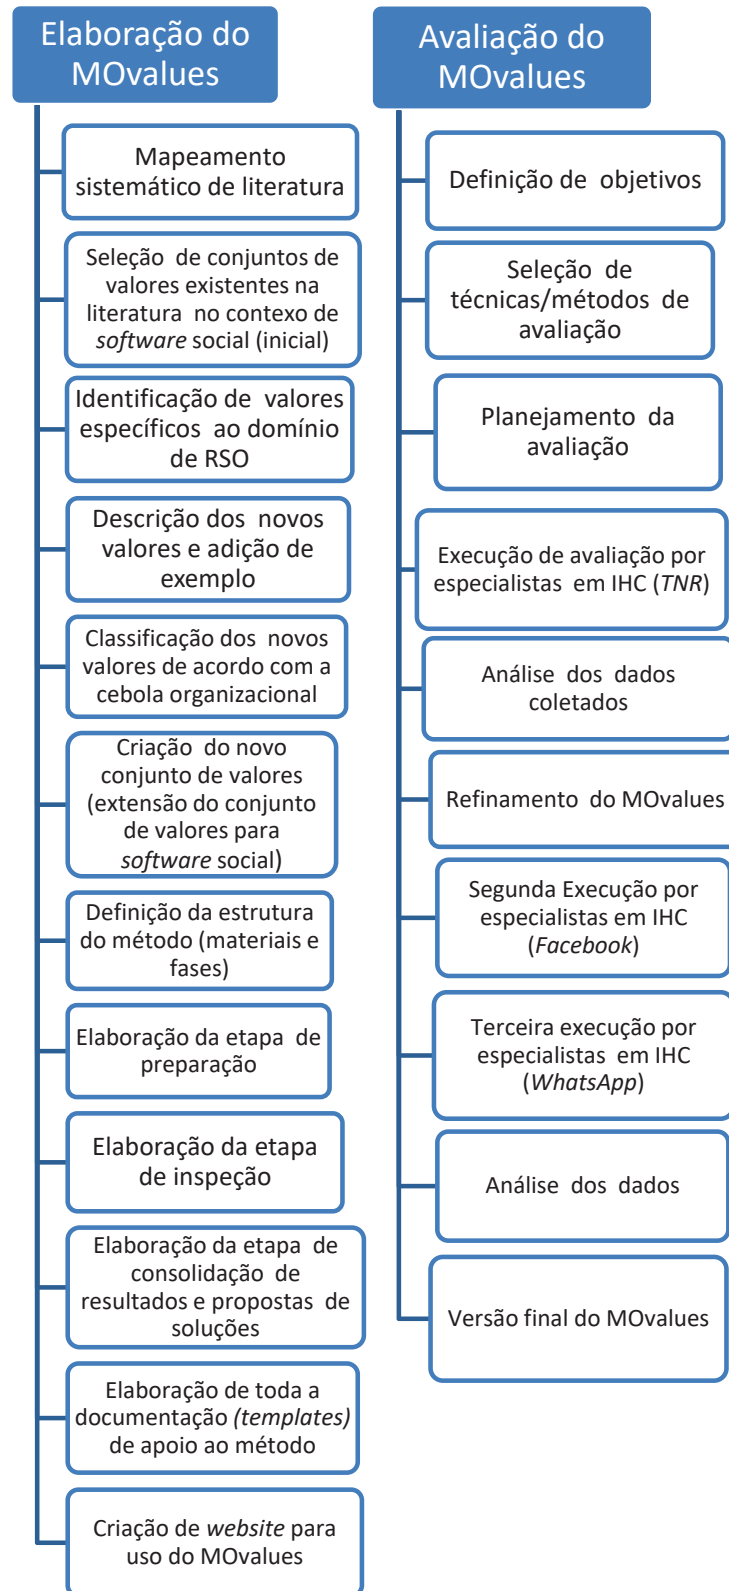 Elaboração do
MOvalues
Mapeamento
sistemático de literatura
Seleção de conjuntos de
valores existentes na
literatura no contexo de
software social (inicial)
Identificação de valores
específicos ao domínio
de RSO
Descrição dos novos
valores e adição de
exemplo
Classificação dos novos
valores de acordo com a
cebola organizacional
Criação do novo
conjunto de valores
(extensão do conjunto
de valores para
software social)
Definição da estrutura
do método (materiais e
fases)
Elaboração da etapa de
preparação
Elaboração da etapa
de inspeção
Elaboração da etapa de
consolidação de
resultados e propostas de
soluções
Elaboração de toda a
documentação (templates)
de apoio ao método
Criação de website para
uso do MOvalues
Avaliação do
MOvalues
Definição de objetivos
Seleção de
técnicas/métodos de
avaliação
Planejamento da
avaliação
Execução de avaliação por
especialistas em IHC (TNR)
Análise dos dados
coletados
Refinamento do MOvalues
Segunda Execução por
especialistas em IHC
(Facebook)
Terceira execução por
especialistas em IHC
(WhatsApp)
Análise dos dados
Versão final do MOvalues